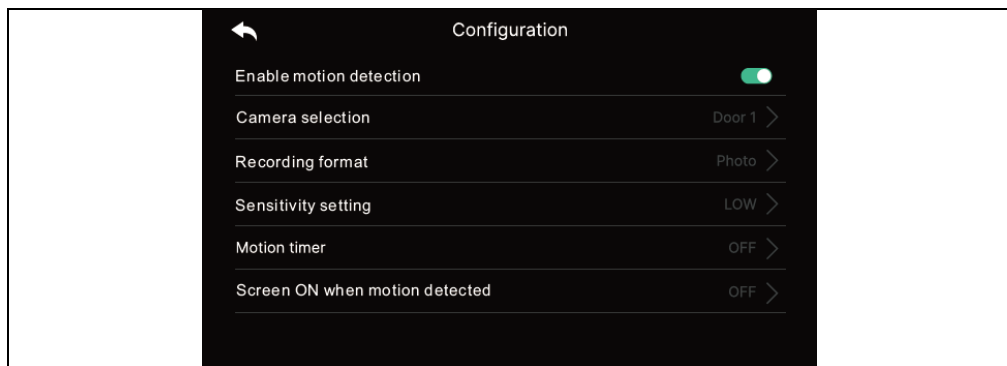 Configuration
Enable motion detection
Camera selection Door 1
Recording format Photo
Sensitivity setting LOW
Motion timer OFF
Screen ON when motion detected OFF